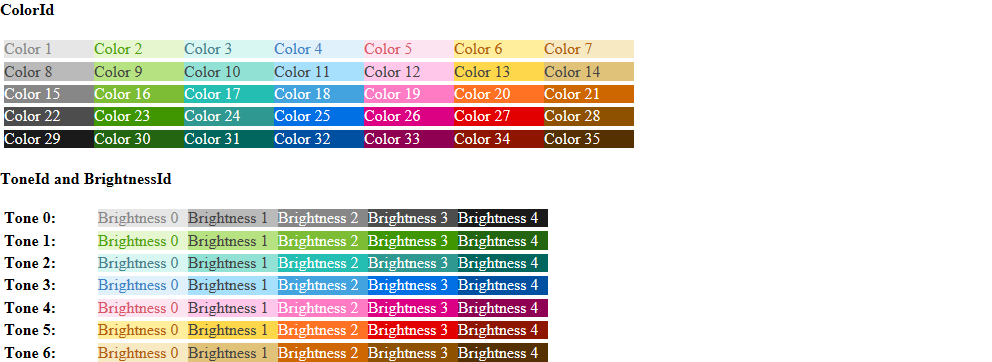 ColorId
Color 1 Color 2 Color 3 Color 4 Color 5 Color 6 Color 7
Color 8 Color 9 Color 10 Color 11 Color 12 Color 13 Color 14
Color 15 Color 16 Color 17 Color 18 Color 19 Color 20 Color 21
Color 22 Color 23 Color 24 Color 25 Color 26 Color 27 Color 28
Color 29 Color 30 Color 31 Color 32 Color 33 Color 34 Color 35
ToneId and BrightnessId
Tone 0: Brightness 0 Brightness 1 Brightness 2 Brightness 3 Brightness 4
Tone 1: Brightness 0 Brightness 1 Brightness 2 Brightness 3 Brightness 4
Tone 2: Brightness 0 Brightness 1 Brightness 2 Brightness 3 Brightness 4
Tone 3: Brightness 0 Brightness 1 Brightness 2 Brightness 3 Brightness 4
Tone 4: Brightness 0 Brightness 1 Brightness 2 Brightness 3 Brightness 4
Tone 5: Brightness 0 Brightness 1 Brightness 2 Brightness 3 Brightness 4
Tone 6: Brightness 0 Brightness 1 Brightness 2 Brightness 3 Brightness 4